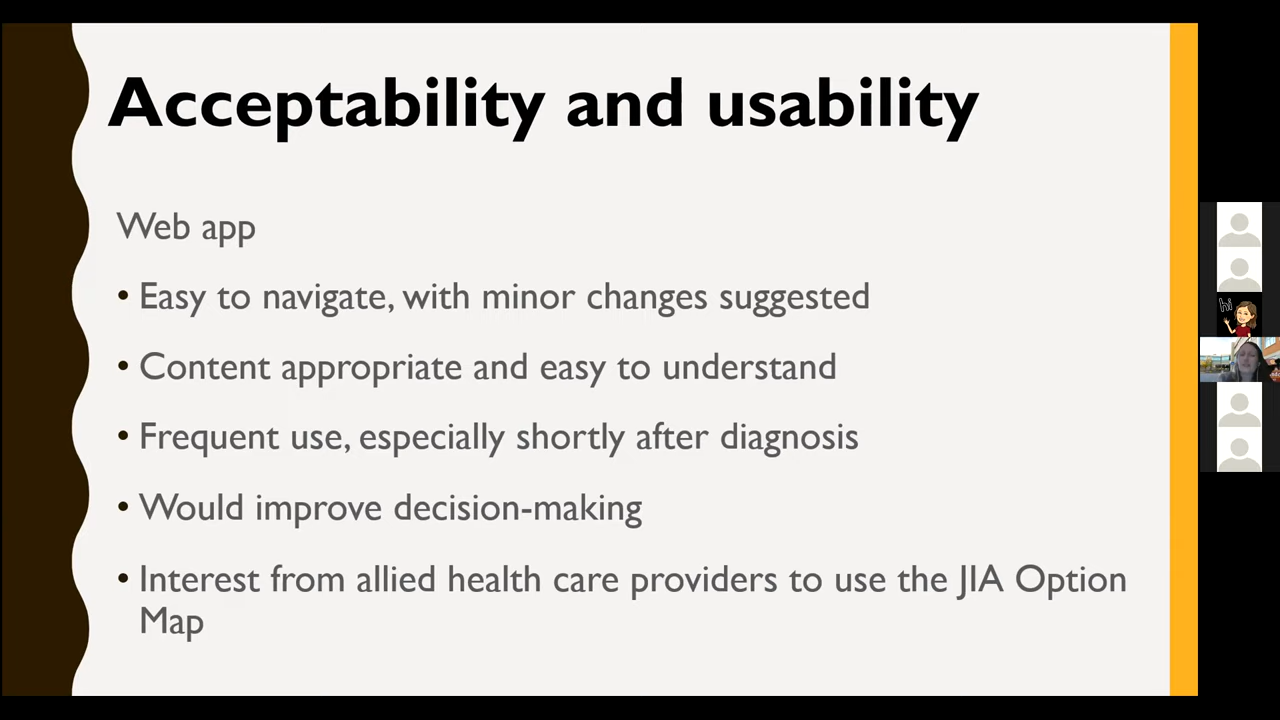 Acceptability and usability
Web app
• Easy to navigate, with minor changes suggested
• Content appropriate and easy to understand
• Frequent use, especially shortly after diagnosis
• Would improve decision-making
• Interest from allied health care providers to use the JIA Option
Map
hi